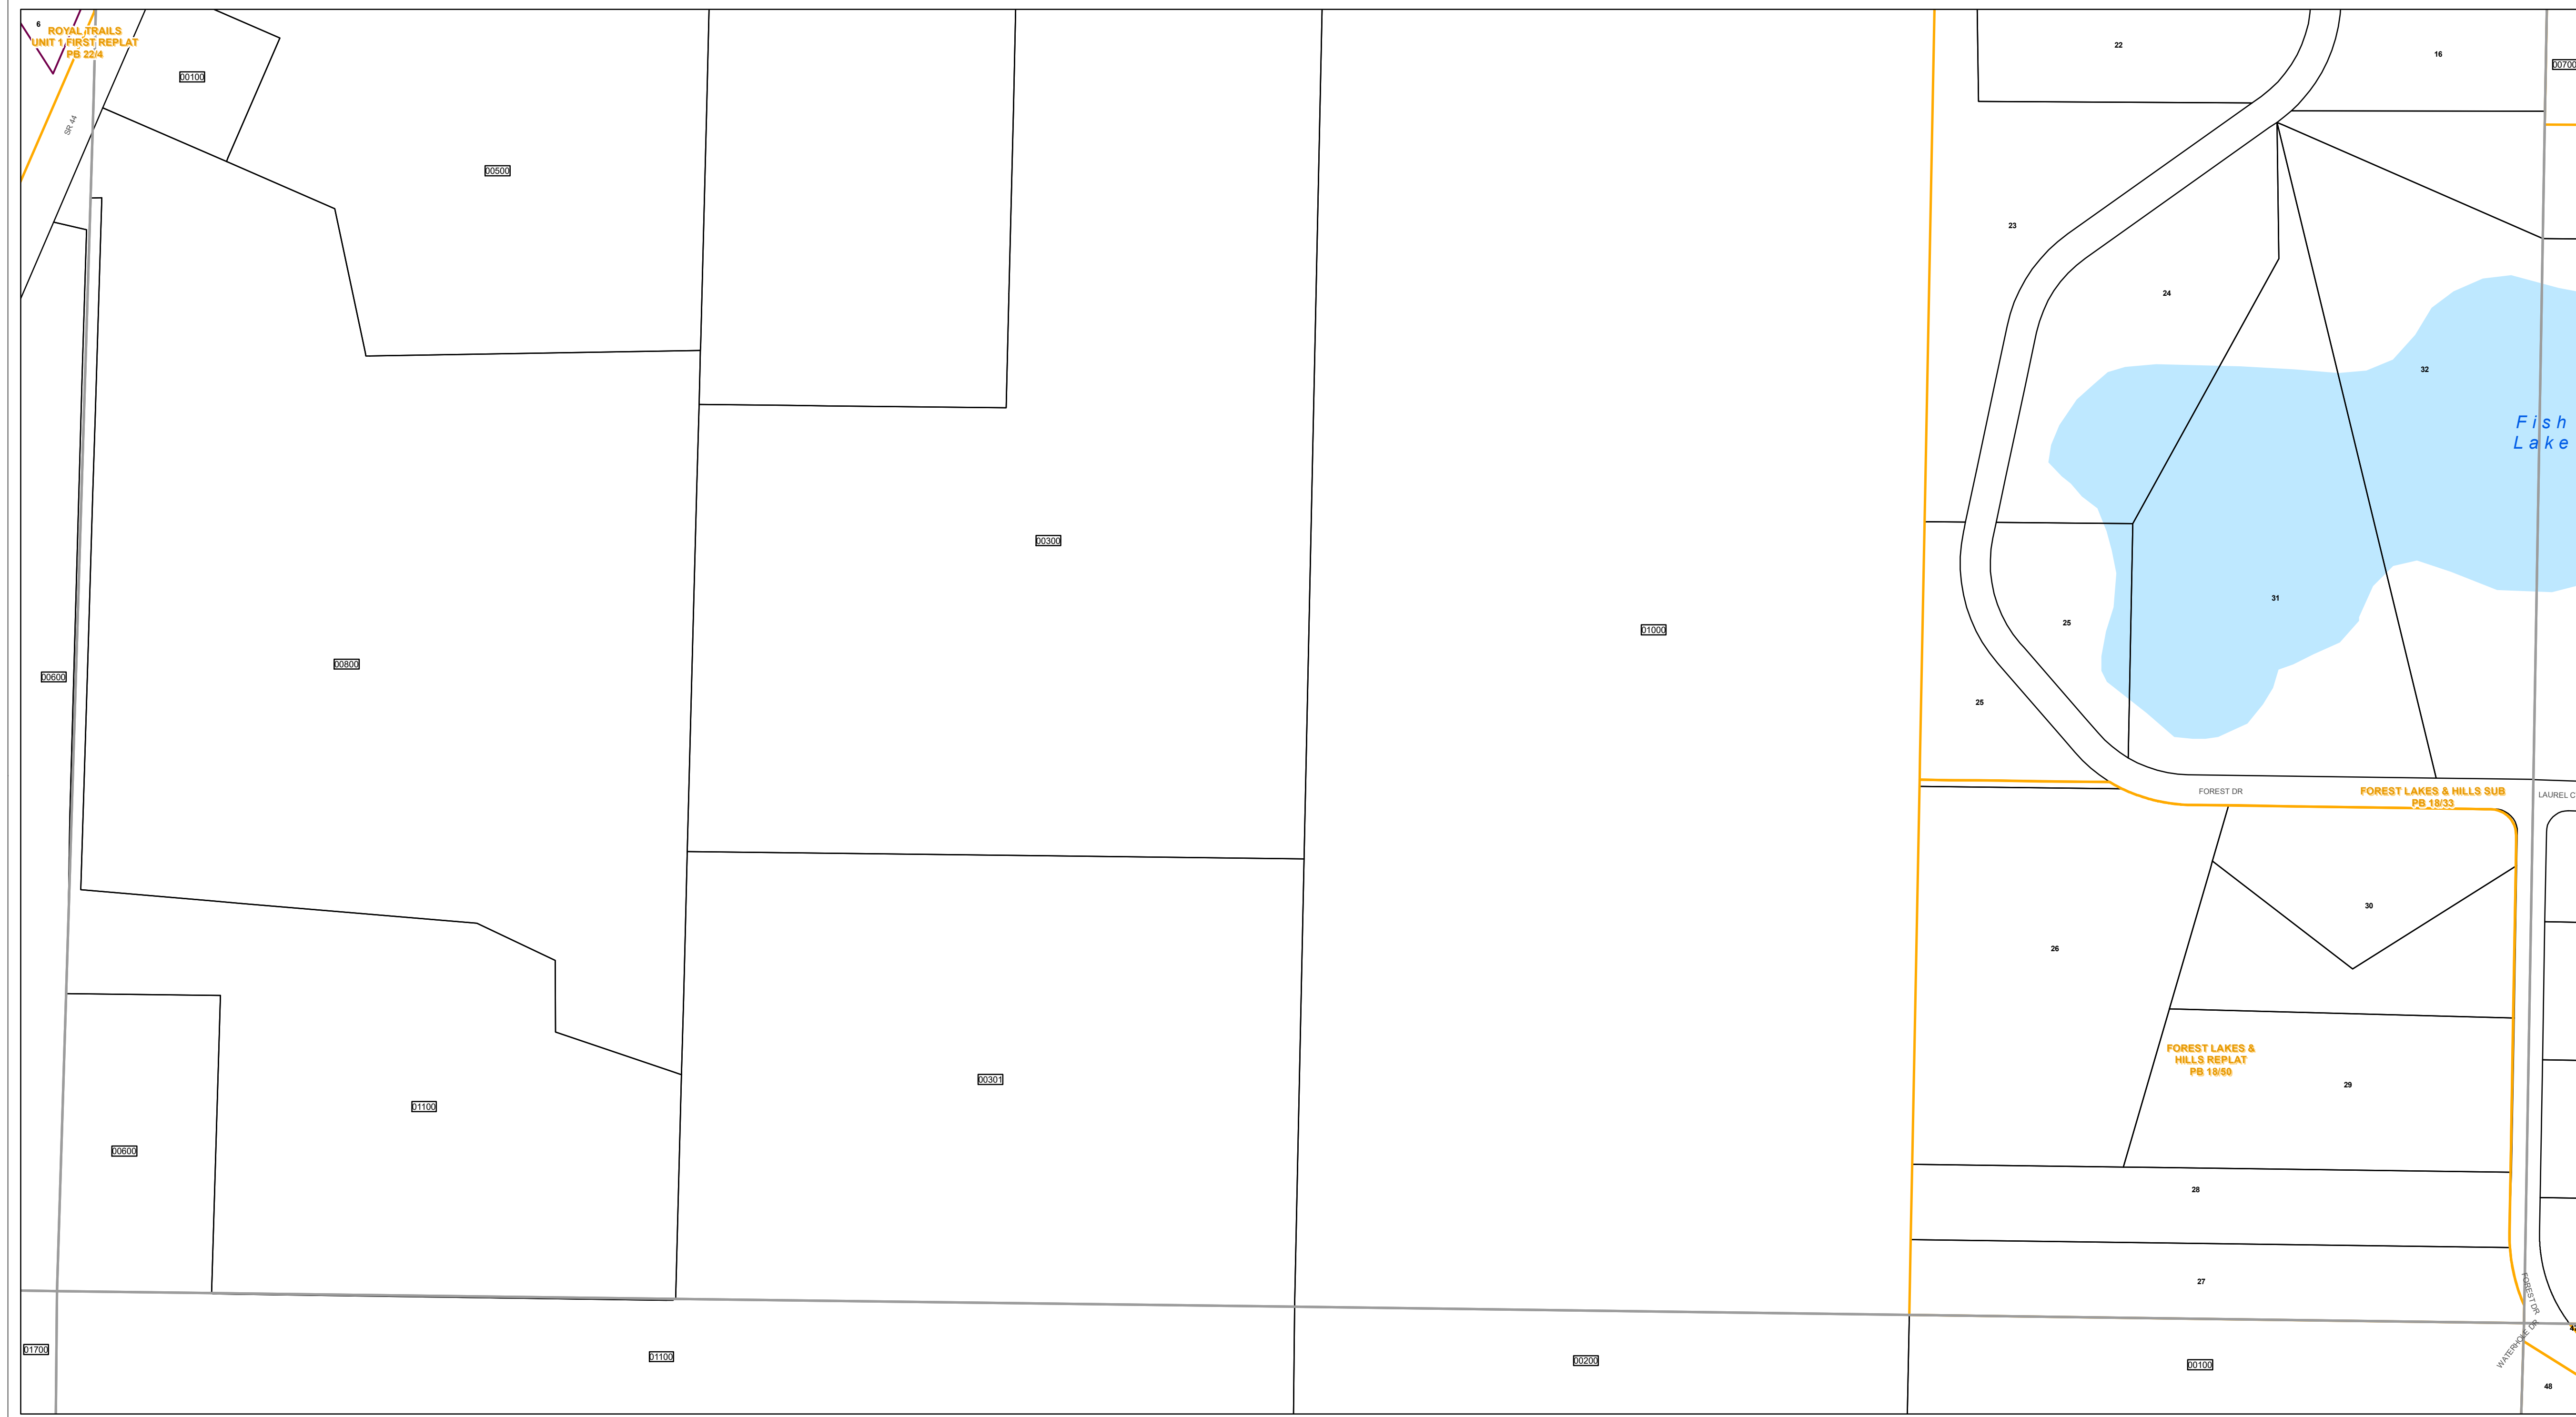 6
ROYAL TRAILS
UNIT 1 FIRST REPLAT
PB 22/4
00100
SR 44
00500
22
16
00700
23
24
32
Fish
Lake
00300
01000
31
25
00800
00600
25
FOREST DR
FOREST LAKES & HILLS SUB
PB 18/33
LAUREL C
30
26
FOREST LAKES &
HILLS REPLAT
PB 18/50
29
00301
01100
00600
28
27
FOREST DR
WATERHOLE DR
01700
01100
00200
00100
48